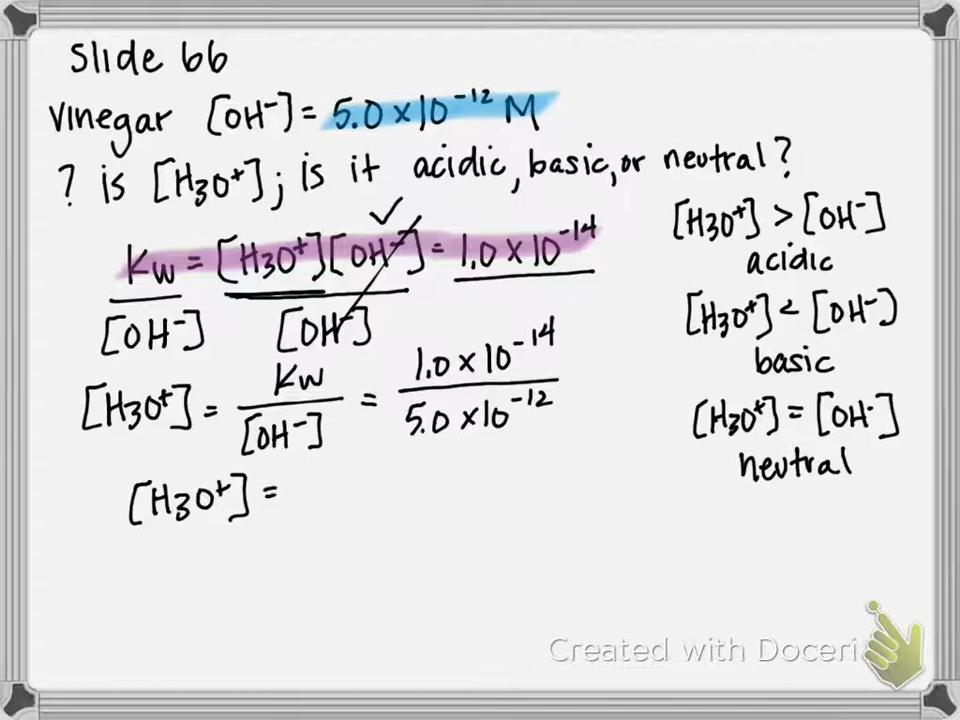 Slide 66
Vinegar [OH⁻] = 5.0 × 10⁻¹² M
? is [H3O⁺]; is it acidic, basic, or neutral?
✓
Kw = [H3O⁺][OH⁻] = 1.0 × 10⁻¹⁴
[OH⁻] [OH⁻]
[H3O⁺] = Kw / [OH⁻] = 1.0 × 10⁻¹⁴ / 5.0 × 10⁻¹²
[H3O⁺] =
[H3O⁺] > [OH⁻]
acidic
[H3O⁺] < [OH⁻]
basic
[H3O⁺] = [OH⁻]
neutral
Created with Doceri